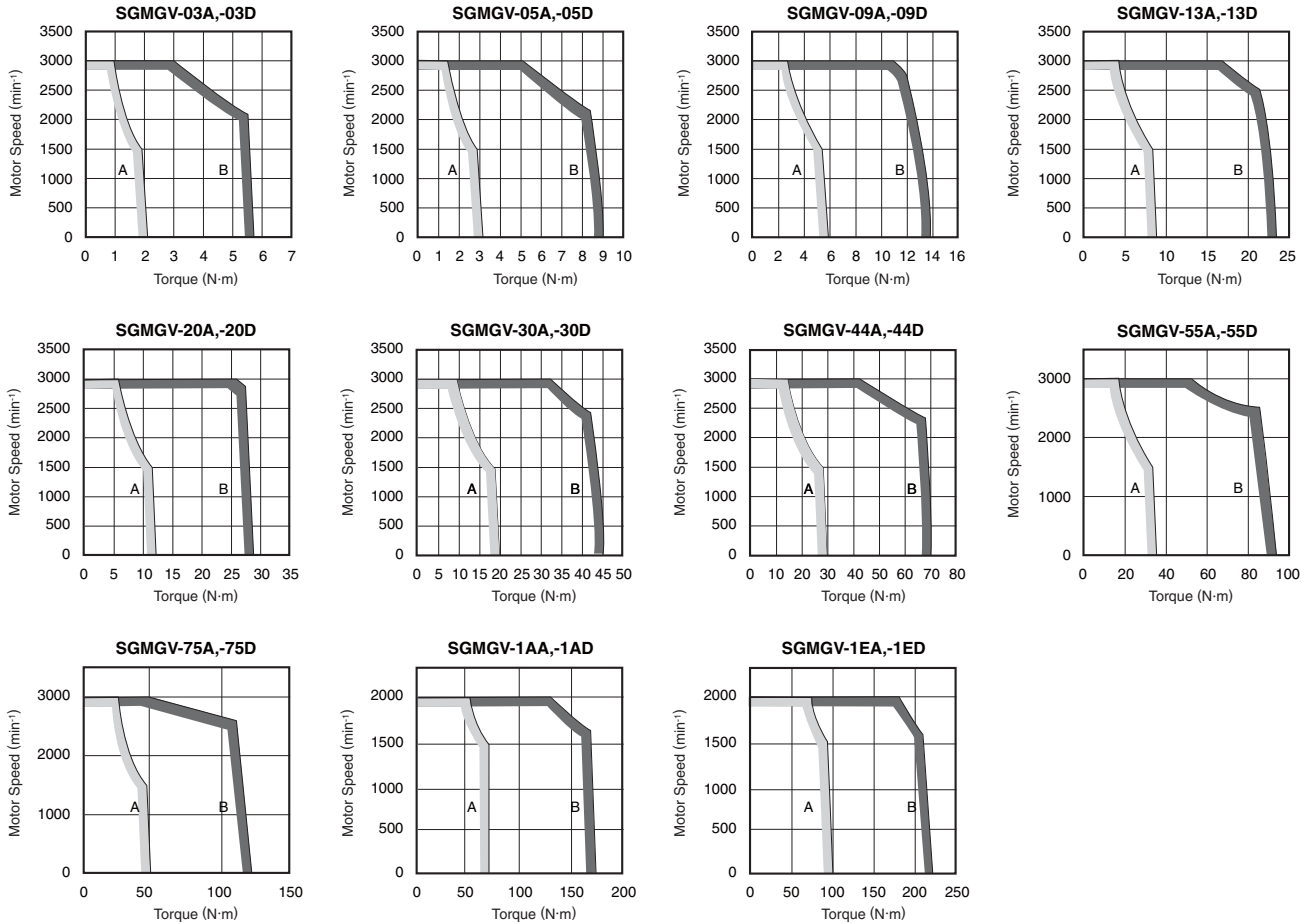 SGMGV-03A,-03D
Motor Speed (min⁻¹)
3500
3000
2500
2000
1500
1000
500
0
A
B
0 1 2 3 4 5 6 7
Torque (N·m)
SGMGV-05A,-05D
Motor Speed (min⁻¹)
3500
3000
2500
2000
1500
1000
500
0
A
B
0 1 2 3 4 5 6 7 8 9 10
Torque (N·m)
SGMGV-09A,-09D
Motor Speed (min⁻¹)
3500
3000
2500
2000
1500
1000
500
0
A
B
0 2 4 6 8 10 12 14 16
Torque (N·m)
SGMGV-13A,-13D
Motor Speed (min⁻¹)
3500
3000
2500
2000
1500
1000
500
0
A
B
0 5 10 15 20 25
Torque (N·m)
SGMGV-20A,-20D
Motor Speed (min⁻¹)
3500
3000
2500
2000
1500
1000
500
0
A
B
0 5 10 15 20 25 30 35
Torque (N·m)
SGMGV-30A,-30D
Motor Speed (min⁻¹)
3500
3000
2500
2000
1500
1000
500
0
A
B
0 5 10 15 20 25 30 35 40 45 50
Torque (N·m)
SGMGV-44A,-44D
Motor Speed (min⁻¹)
3500
3000
2500
2000
1500
1000
500
0
A
B
0 10 20 30 40 50 60 70 80
Torque (N·m)
SGMGV-55A,-55D
Motor Speed (min⁻¹)
3000
2000
1000
0
A
B
0 20 40 60 80 100
Torque (N·m)
SGMGV-75A,-75D
Motor Speed (min⁻¹)
3000
2000
1000
0
A
B
0 50 100 150
Torque (N·m)
SGMGV-1AA,-1AD
Motor Speed (min⁻¹)
2000
1500
1000
500
0
A
B
0 50 100 150 200
Torque (N·m)
SGMGV-1EA,-1ED
Motor Speed (min⁻¹)
2000
1500
1000
500
0
A
B
0 50 100 150 200 250
Torque (N·m)